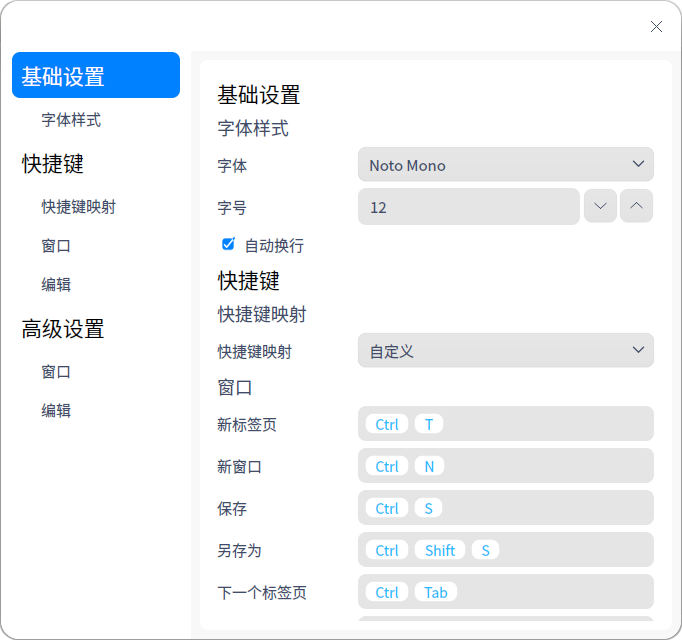 基础设置
字体样式
快捷键
快捷键映射
窗口
编辑
高级设置
窗口
编辑
基础设置
字体样式
字体 Noto Mono
字号 12
自动换行
快捷键
快捷键映射
快捷键映射 自定义
窗口
新标签页 Ctrl T
新窗口 Ctrl N
保存 Ctrl S
另存为 Ctrl Shift S
下一个标签页 Ctrl Tab